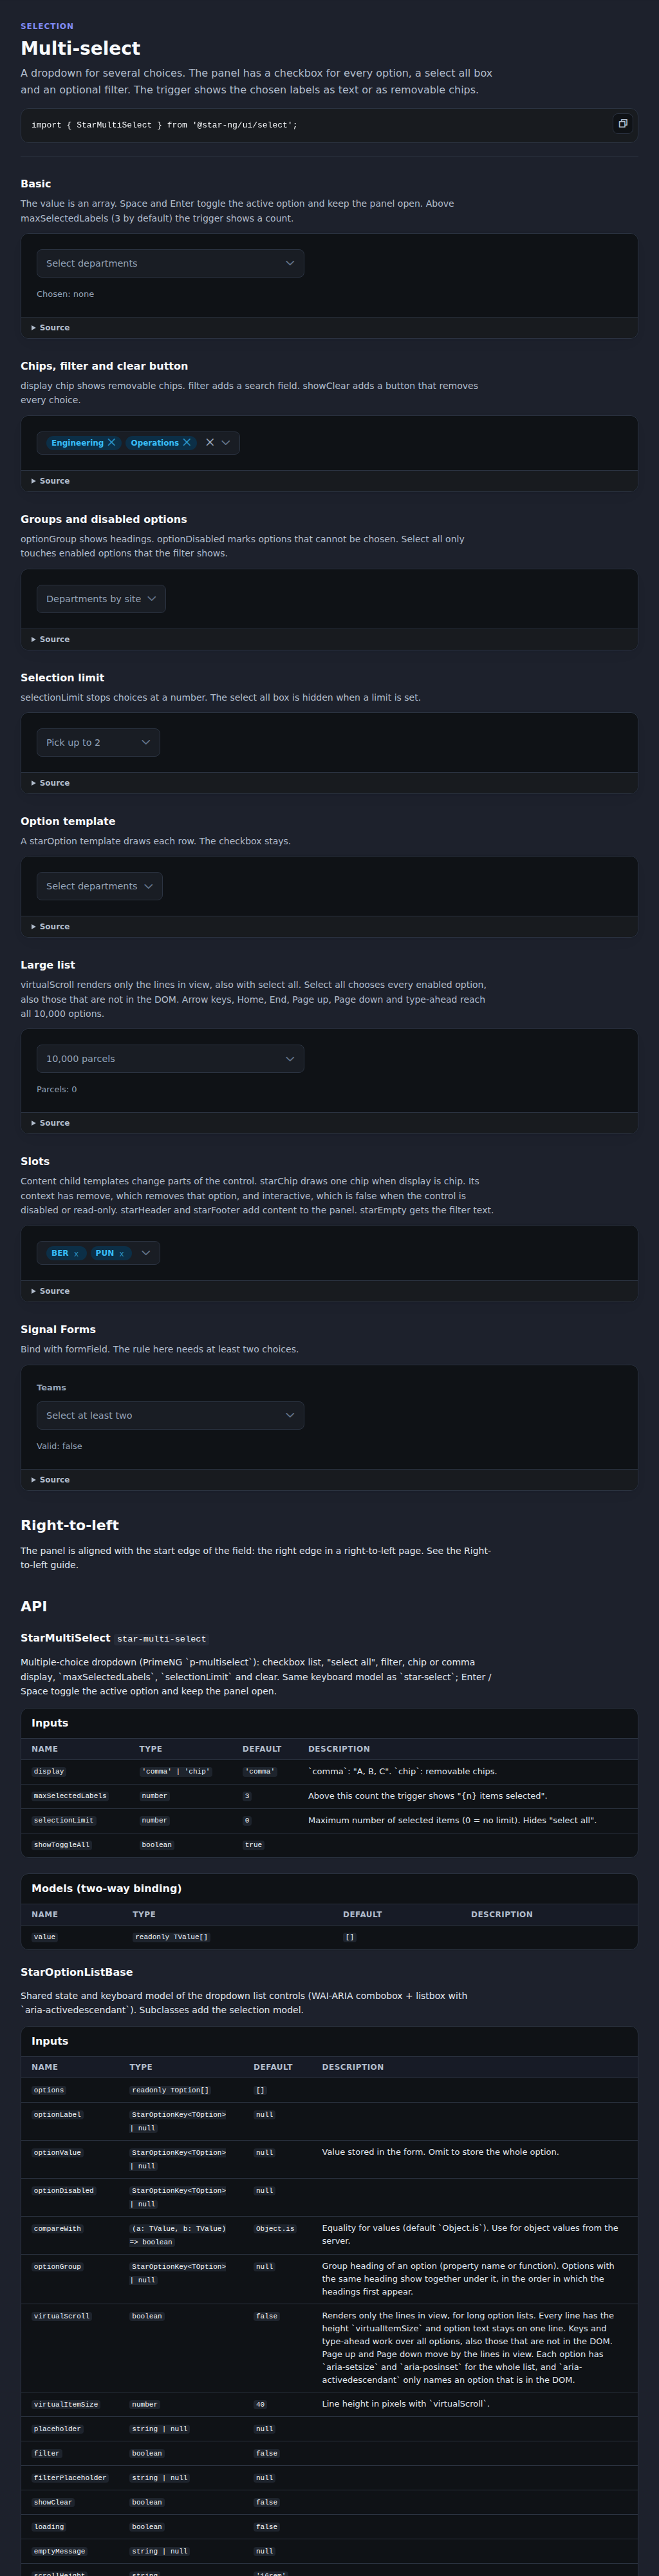 SELECTION
Multi-select
A dropdown for several choices. The panel has a checkbox for every option, a select all box
and an optional filter. The trigger shows the chosen labels as text or as removable chips.
import { StarMultiSelect } from '@star-ng/ui/select';
Basic
The value is an array. Space and Enter toggle the active option and keep the panel open. Above
maxSelectedLabels (3 by default) the trigger shows a count.
Select departments
Chosen: none
Source
Chips, filter and clear button
display chip shows removable chips. filter adds a search field. showClear adds a button that removes
every choice.
Engineering Operations
Source
Groups and disabled options
optionGroup shows headings. optionDisabled marks options that cannot be chosen. Select all only
touches enabled options that the filter shows.
Departments by site
Source
Selection limit
selectionLimit stops choices at a number. The select all box is hidden when a limit is set.
Pick up to 2
Source
Option template
A starOption template draws each row. The checkbox stays.
Select departments
Source
Large list
virtualScroll renders only the lines in view, also with select all. Select all chooses every enabled option,
also those that are not in the DOM. Arrow keys, Home, End, Page up, Page down and type-ahead reach
all 10,000 options.
10,000 parcels
Parcels: 0
Source
Slots
Content child templates change parts of the control. starChip draws one chip when display is chip. Its
context has remove, which removes that option, and interactive, which is false when the control is
disabled or read-only. starHeader and starFooter add content to the panel. starEmpty gets the filter text.
BER x PUN x
Source
Signal Forms
Bind with formField. The rule here needs at least two choices.
Teams
Select at least two
Valid: false
Source
Right-to-left
The panel is aligned with the start edge of the field: the right edge in a right-to-left page. See the Right-
to-left guide.
API
StarMultiSelect star-multi-select
Multiple-choice dropdown (PrimeNG `p-multiselect`): checkbox list, "select all", filter, chip or comma
display, `maxSelectedLabels`, `selectionLimit` and clear. Same keyboard model as `star-select`; Enter /
Space toggle the active option and keep the panel open.
Inputs
NAME TYPE DEFAULT DESCRIPTION
display 'comma' | 'chip' 'comma' `comma`: "A, B, C". `chip`: removable chips.
maxSelectedLabels number 3 Above this count the trigger shows "{n} items selected".
selectionLimit number 0 Maximum number of selected items (0 = no limit). Hides "select all".
showToggleAll boolean true
Models (two-way binding)
NAME TYPE DEFAULT DESCRIPTION
value readonly TValue[] []
StarOptionListBase
Shared state and keyboard model of the dropdown list controls (WAI-ARIA combobox + listbox with
`aria-activedescendant`). Subclasses add the selection model.
Inputs
NAME TYPE DEFAULT DESCRIPTION
options readonly TOption[] []
optionLabel StarOptionKey<TOption> null
| null
optionValue StarOptionKey<TOption> null Value stored in the form. Omit to store the whole option.
| null
optionDisabled StarOptionKey<TOption> null
| null
compareWith (a: TValue, b: TValue) Object.is Equality for values (default `Object.is`). Use for object values from the
=> boolean server.
optionGroup StarOptionKey<TOption> null Group heading of an option (property name or function). Options with
| null the same heading show together under it, in the order in which the
headings first appear.
virtualScroll boolean false Renders only the lines in view, for long option lists. Every line has the
height `virtualItemSize` and option text stays on one line. Keys and
type-ahead work over all options, also those that are not in the DOM.
Page up and Page down move by the lines in view. Each option has
`aria-setsize` and `aria-posinset` for the whole list, and `aria-
activedescendant` only names an option that is in the DOM.
virtualItemSize number 40 Line height in pixels with `virtualScroll`.
placeholder string | null null
filter boolean false
filterPlaceholder string | null null
showClear boolean false
loading boolean false
emptyMessage string | null null
scrollHeight string '16rem'